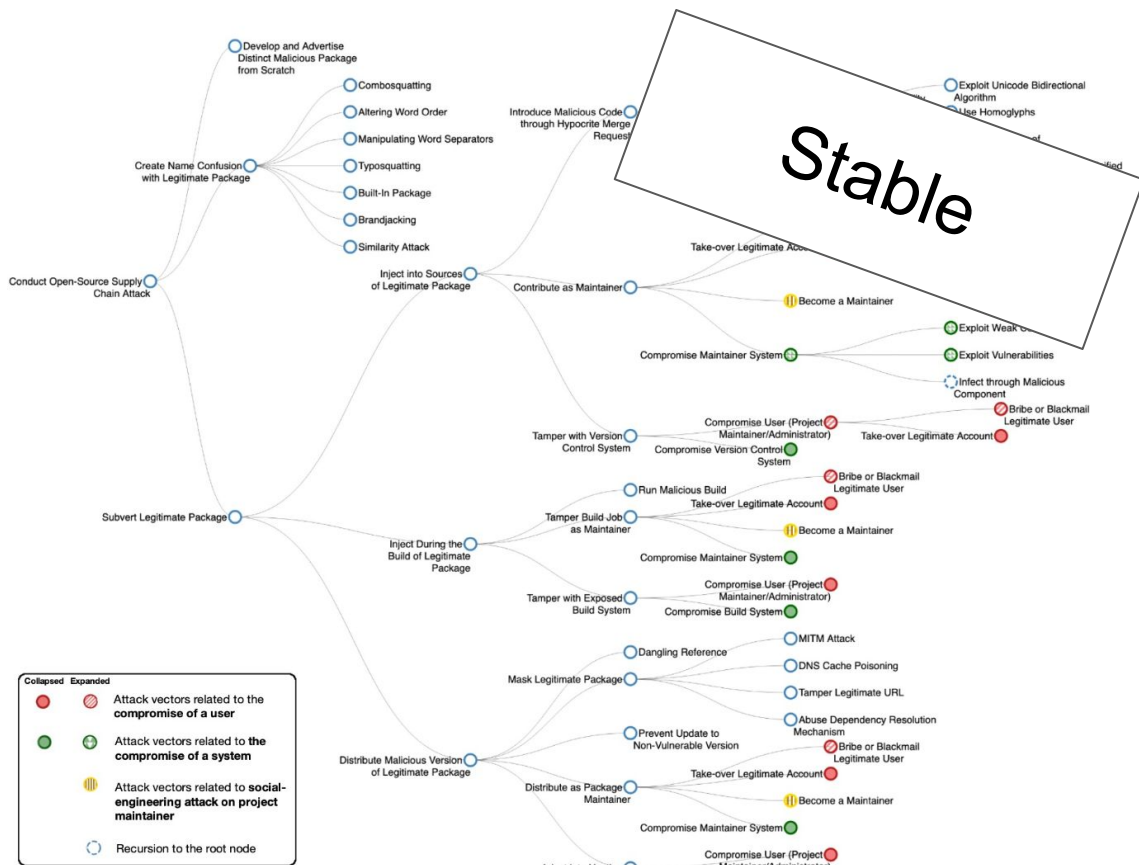 Develop and Advertise
Distinct Malicious Package
from Scratch
Combosquatting
Altering Word Order
Manipulating Word Separators
Create Name Confusion
with Legitimate Package
Typosquatting
Built-In Package
Brandjacking
Similarity Attack
Conduct Open-Source Supply
Chain Attack
Introduce Malicious Code
through Hypocrite Merge
Request
Exploit Unicode Bidirectional
Algorithm
Use Homoglyphs
Stable
Inject into Sources
of Legitimate Package
Take-over Legitimate
Contribute as Maintainer
Become a Maintainer
Exploit Weak
Compromise Maintainer System
Exploit Vulnerabilities
Infect through Malicious
Component
Tamper with Version
Control System
Compromise User (Project
Maintainer/Administrator)
Bribe or Blackmail
Legitimate User
Take-over Legitimate Account
Compromise Version Control
System
Subvert Legitimate Package
Inject During the
Build of Legitimate
Package
Run Malicious Build
Tamper Build Job
as Maintainer
Bribe or Blackmail
Legitimate User
Take-over Legitimate Account
Become a Maintainer
Compromise Maintainer System
Tamper with Exposed
Build System
Compromise User (Project
Maintainer/Administrator)
Compromise Build System
Dangling Reference
Mask Legitimate Package
MITM Attack
DNS Cache Poisoning
Tamper Legitimate URL
Abuse Dependency Resolution
Mechanism
Prevent Update to
Non-Vulnerable Version
Distribute Malicious Version
of Legitimate Package
Distribute as Package
Maintainer
Bribe or Blackmail
Legitimate User
Take-over Legitimate Account
Become a Maintainer
Compromise Maintainer System
Compromise User (Project
Collapsed Expanded
Attack vectors related to the
compromise of a user
Attack vectors related to the
compromise of a system
Attack vectors related to social-
engineering attack on project
maintainer
Recursion to the root node